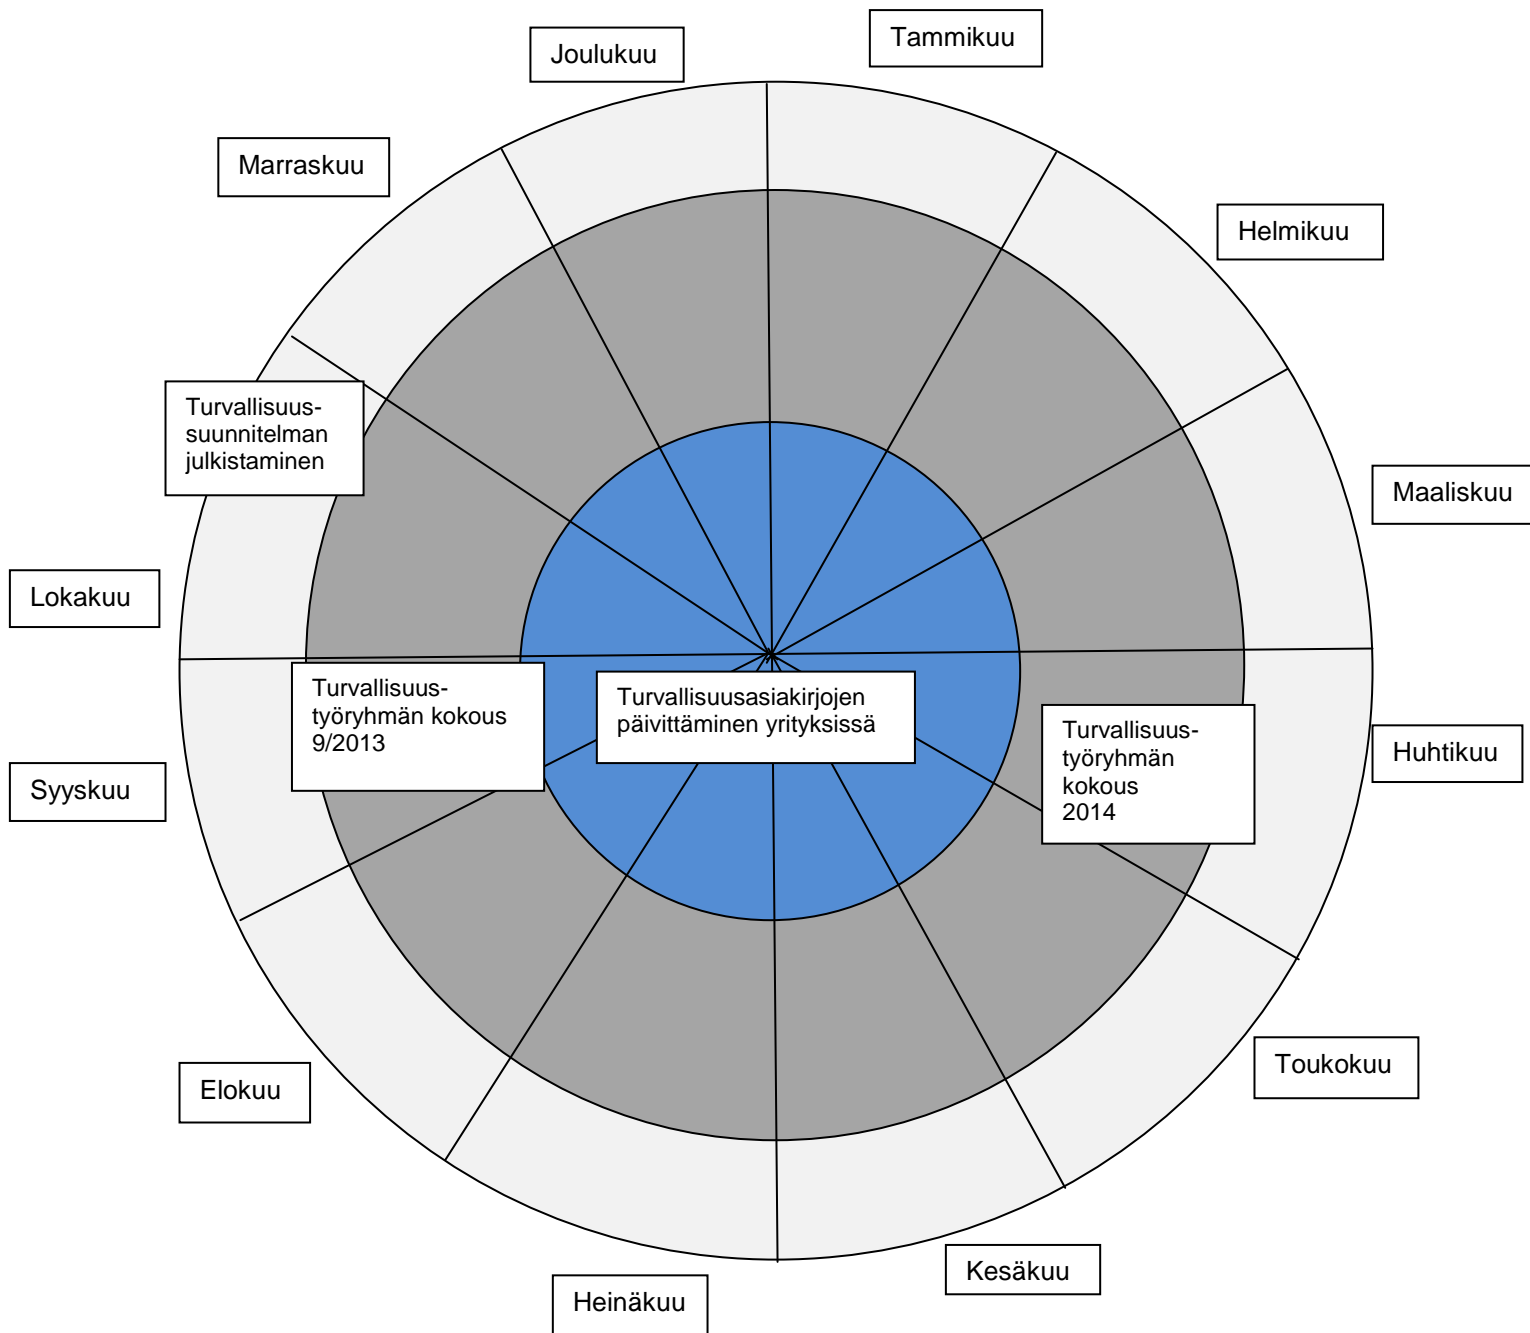 Joulukuu
Tammikuu
Marraskuu
Helmikuu
Turvallisuus-
suunnitelman
julkistaminen
Maaliskuu
Lokakuu
Turvallisuus-
työryhmän kokous
9/2013
Turvallisuusasiakirjojen
päivittäminen yrityksissä
Turvallisuus-
työryhmän
kokous
2014
Huhtikuu
Syyskuu
Toukokuu
Elokuu
Kesäkuu
Heinäkuu